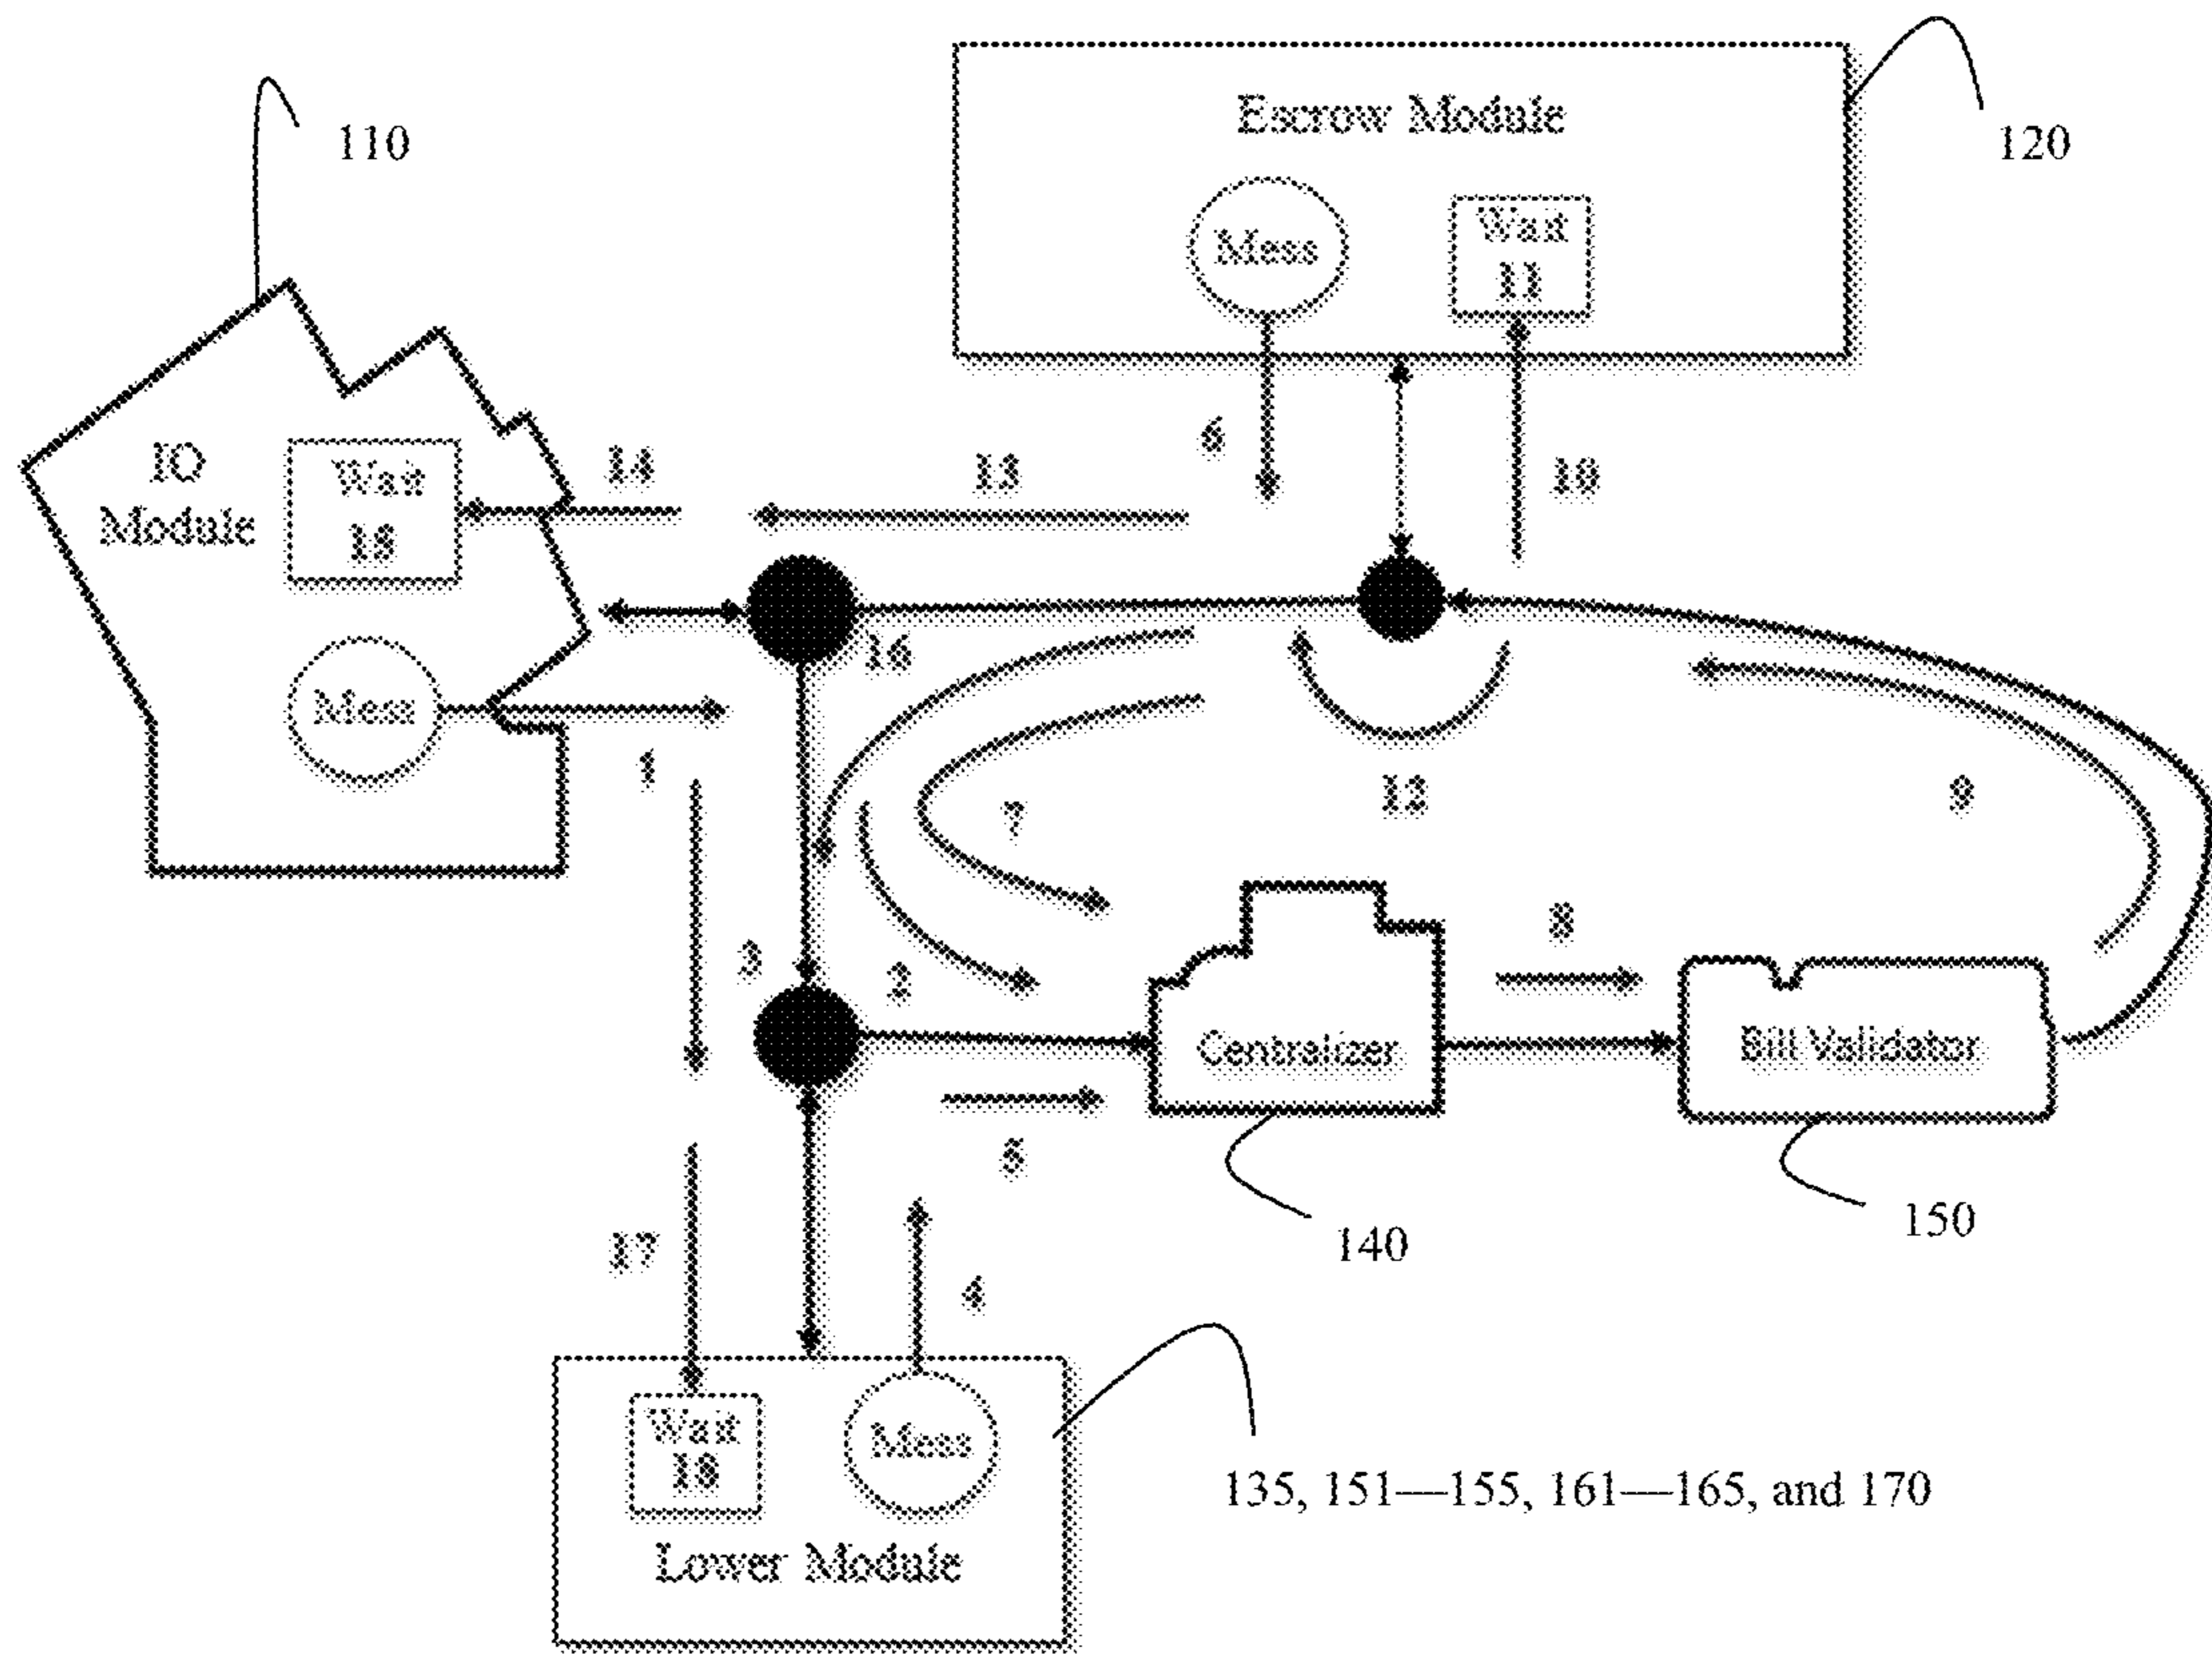 110
Escrow Module
120
Mess
Wait
11
IO
Module
Wait
14
13
6
10
16
Mess
1
7
12
9
3
2
8
Centralizer
Bill Validator
5
140
150
17
4
Wait
18
Mess
135, 151—155, 161—165, and 170
Lower Module